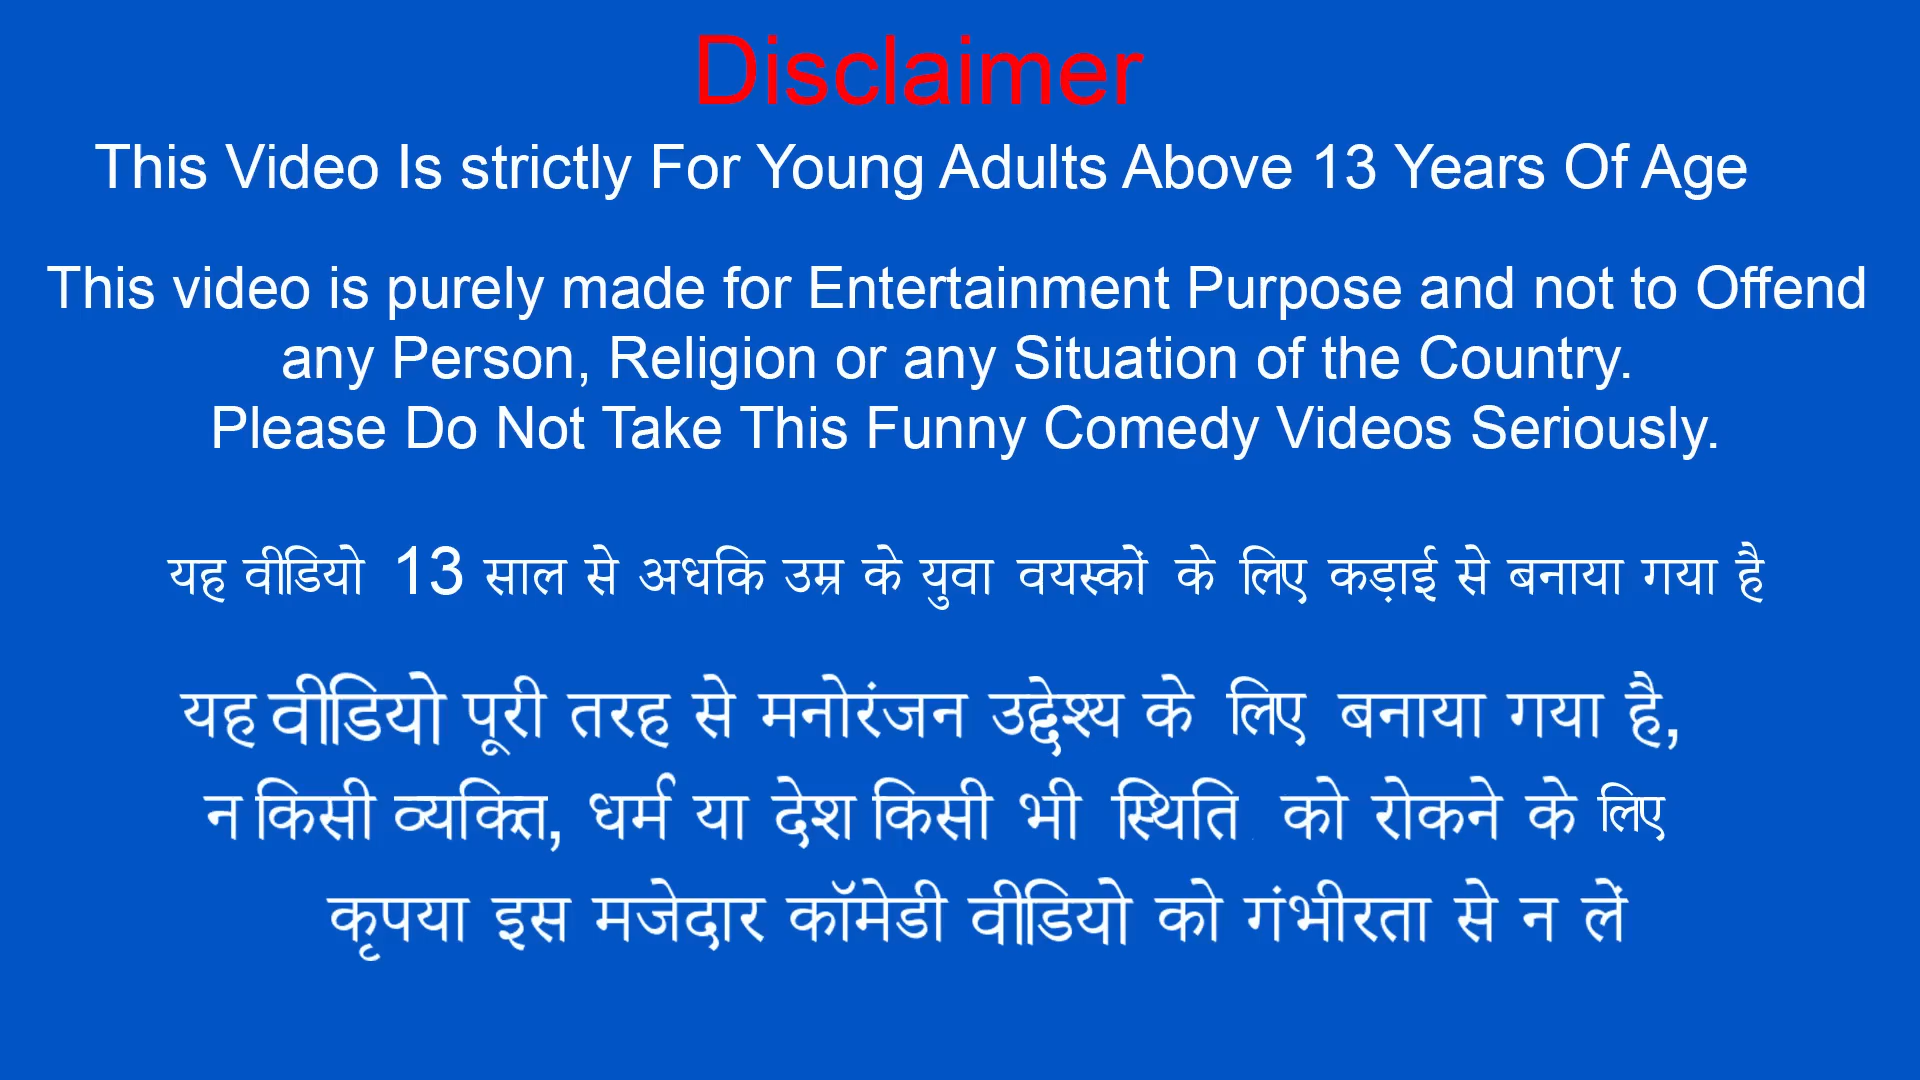 Disclaimer
This Video Is strictly For Young Adults Above 13 Years Of Age
This video is purely made for Entertainment Purpose and not to Offend
any Person, Religion or any Situation of the Country.
Please Do Not Take This Funny Comedy Videos Seriously.
यह वीडियो 13 साल से अधकि उम्र के युवा वयस्कों के लिए कड़ाई से बनाया गया है
यह वीडियो पूरी तरह से मनोरंजन उद्देश्य के लिए बनाया गया है,
न किसी व्यक्ति, धर्म या देश किसी भी स्थिति को रोकने के लिए
कृपया इस मजेदार कॉमेडी वीडियो को गंभीरता से न लें